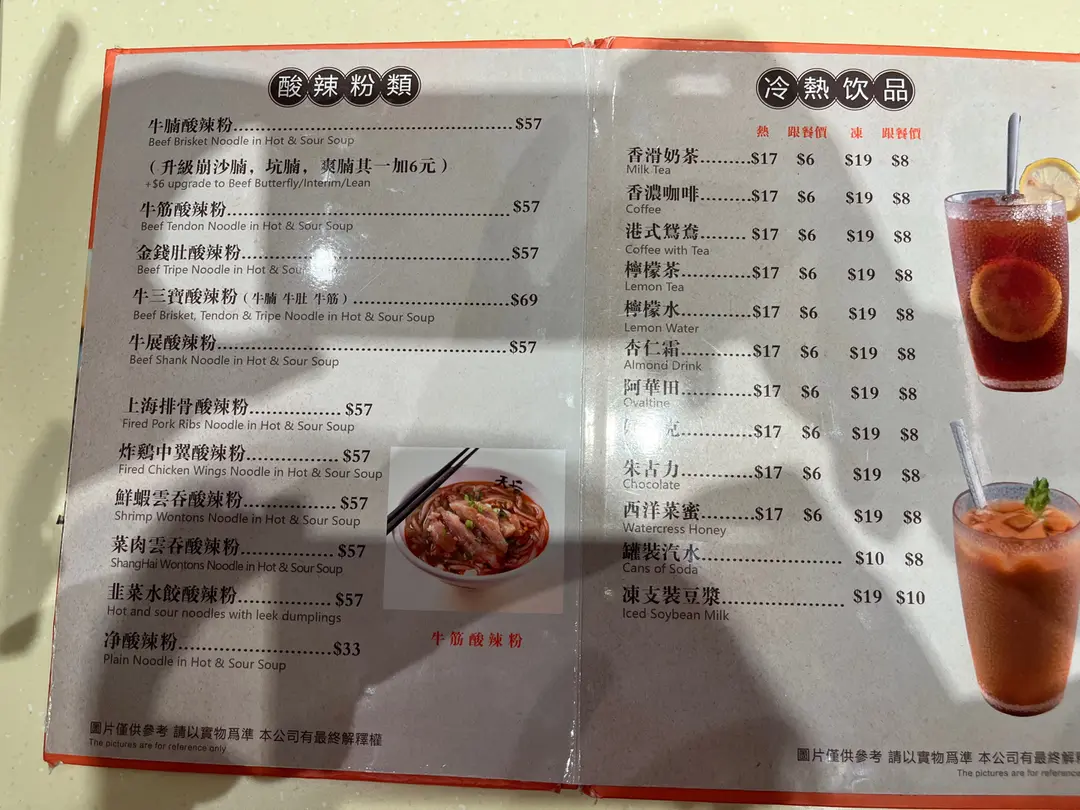 酸辣粉類
牛腩酸辣粉 $57
Beef Brisket Noodle in Hot & Sour Soup
(升級崩沙腩，坑腩，爽腩其一加6元)
+$6 upgrade to Beef Butterfly/Interim/Lean
牛筋酸辣粉 $57
Beef Tendon Noodle in Hot & Sour Soup
金錢肚酸辣粉 $57
Beef Tripe Noodle in Hot & Sour Soup
牛三寶酸辣粉(牛腩 牛肚 牛筋) $69
Beef Brisket, Tendon & Tripe Noodle in Hot & Sour Soup
牛展酸辣粉 $57
Beef Shank Noodle in Hot & Sour Soup
上海排骨酸辣粉 $57
Fired Pork Ribs Noodle in Hot & Sour Soup
炸鷄中翼酸辣粉 $57
Fired Chicken Wings Noodle in Hot & Sour Soup
鮮蝦雲吞酸辣粉 $57
Shrimp Wontons Noodle in Hot & Sour Soup
菜肉雲吞酸辣粉 $57
ShangHai Wontons Noodle in Hot & Sour Soup
韭菜水餃酸辣粉 $57
Hot and sour noodles with leek dumplings
净酸辣粉 $33
Plain Noodle in Hot & Sour Soup
牛筋酸辣粉
圖片僅供參考 請以實物爲準 本公司有最終解釋權
The pictures are for reference only
冷熱饮品
熱 跟餐價 凍 跟餐價
香滑奶茶 $17 $6 $19 $8
Milk Tea
香濃咖啡 $17 $6 $19 $8
Coffee
港式鴛鴦 $17 $6 $19 $8
Coffee with Tea
檸檬茶 $17 $6 $19 $8
Lemon Tea
檸檬水 $17 $6 $19 $8
Lemon Water
杏仁霜 $17 $6 $19 $8
Almond Drink
阿華田 $17 $6 $19 $8
Ovaltine
克 $17 $6 $19 $8
朱古力 $17 $6 $19 $8
Chocolate
西洋菜蜜 $17 $6 $19 $8
Watercress Honey
罐裝汽水 $10 $8
Cans of Soda
凍支裝豆漿 $19 $10
Iced Soybean Milk
圖片僅供參考 請以實物爲準 本公司有最終解
The pictures are for reference